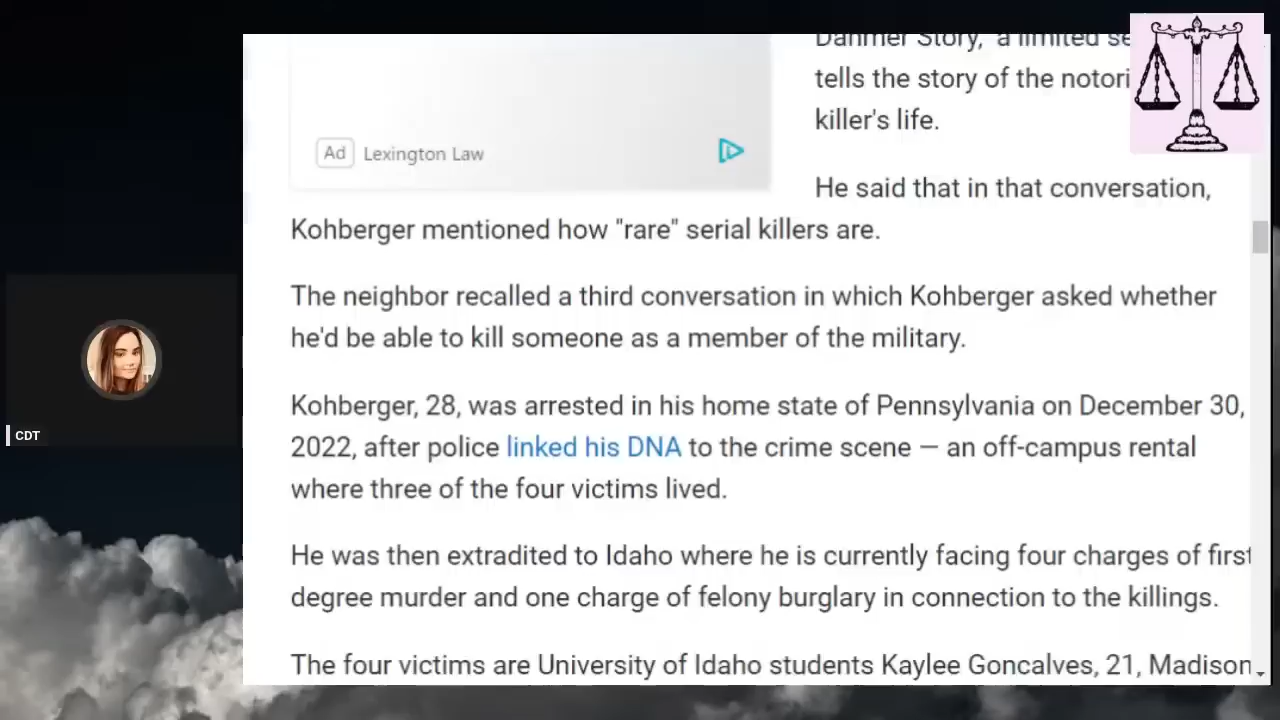 Dahmer Story," a limited se
tells the story of the notori
killer's life.
Ad Lexington Law
He said that in that conversation,
Kohberger mentioned how "rare" serial killers are.
The neighbor recalled a third conversation in which Kohberger asked whether
he'd be able to kill someone as a member of the military.
Kohberger, 28, was arrested in his home state of Pennsylvania on December 30,
2022, after police linked his DNA to the crime scene — an off-campus rental
where three of the four victims lived.
CDT
He was then extradited to Idaho where he is currently facing four charges of first
degree murder and one charge of felony burglary in connection to the killings.
The four victims are University of Idaho students Kaylee Goncalves, 21, Madison